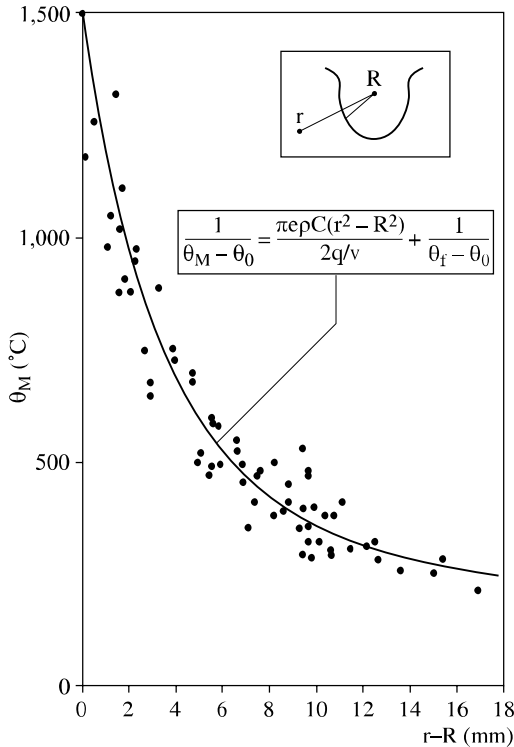 1,500
R
r
1/(θM – θ0) = πeρC(r² – R²)/(2q/v) + 1/(θf – θ0)
1,000
θM (˚C)
500
0
0 2 4 6 8 10 12 14 16 18
r–R (mm)